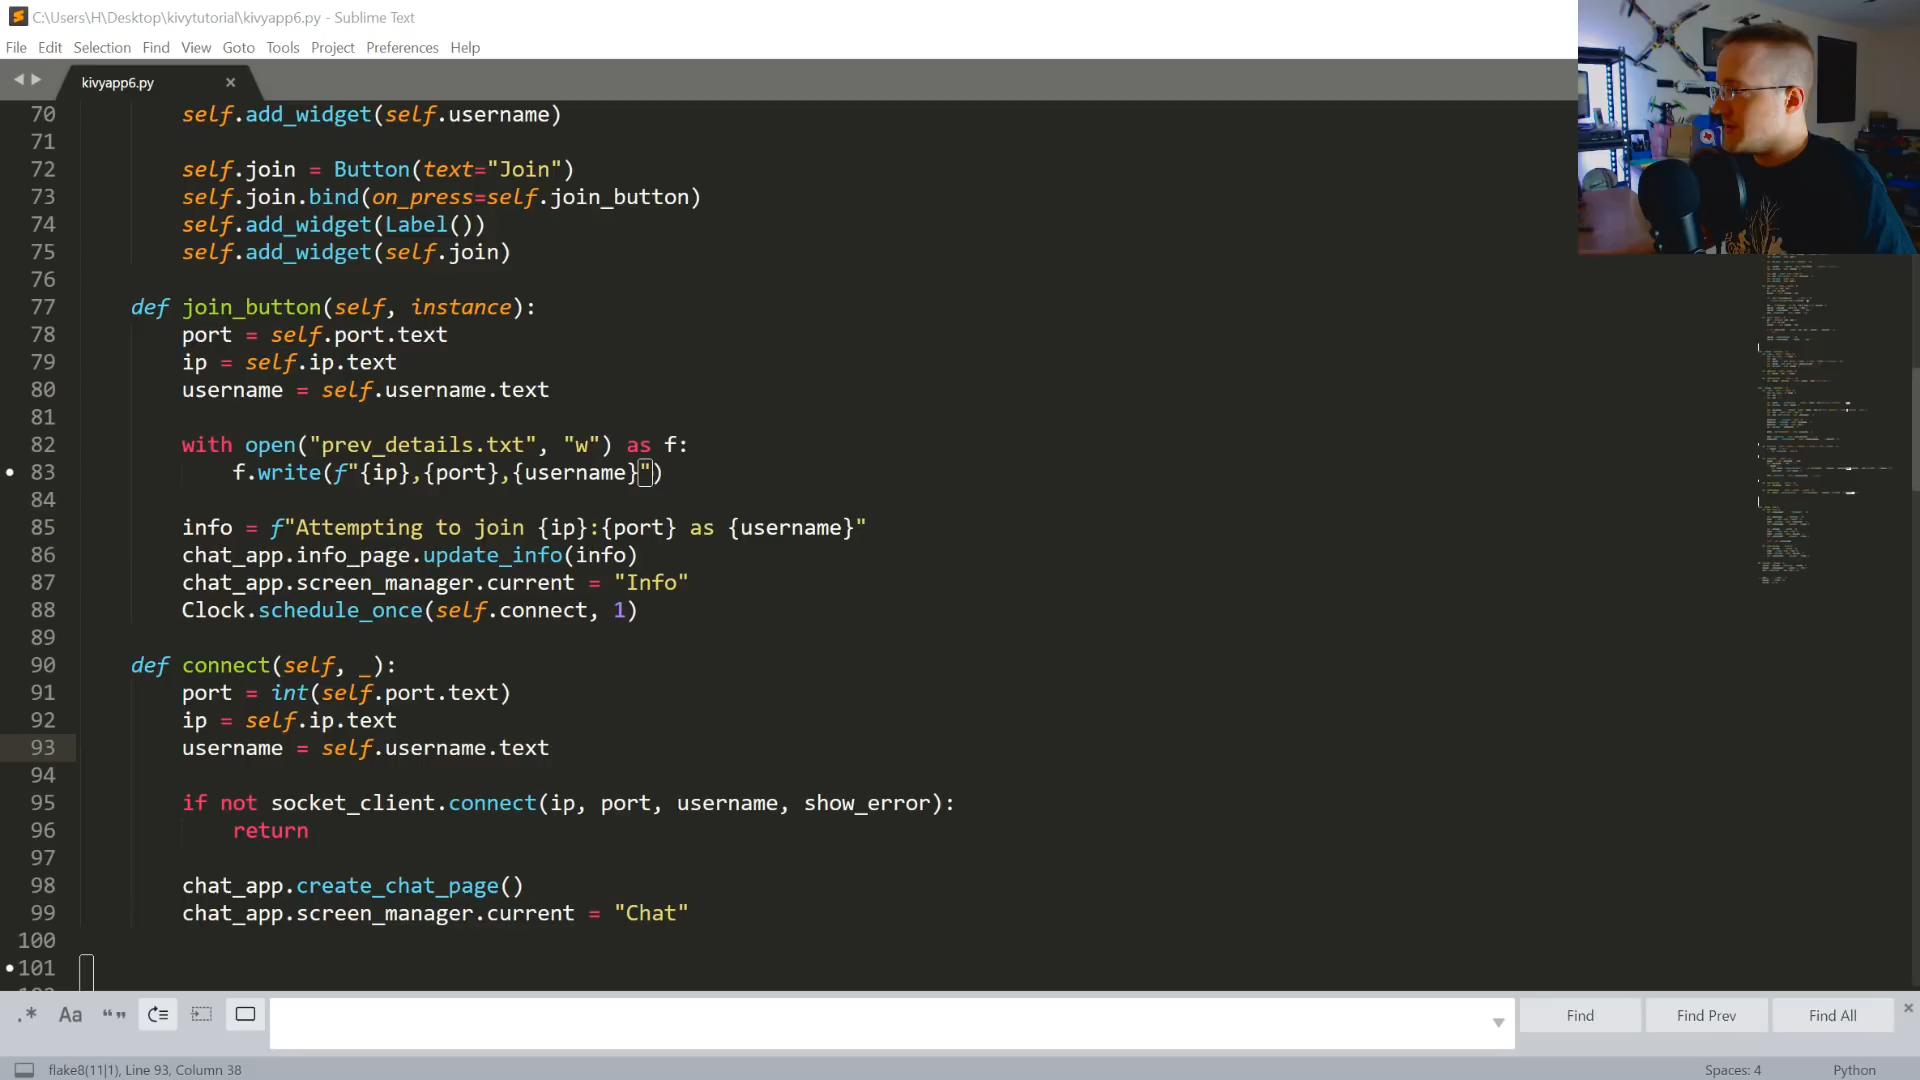 C:\Users\H\Desktop\kivytutorial\kivyapp6.py - Sublime Text
File Edit Selection Find View Goto Tools Project Preferences Help
kivyapp6.py
70 self.add_widget(self.username)
71
72 self.join = Button(text="Join")
73 self.join.bind(on_press=self.join_button)
74 self.add_widget(Label())
75 self.add_widget(self.join)
76
77 def join_button(self, instance):
78 port = self.port.text
79 ip = self.ip.text
80 username = self.username.text
81
82 with open("prev_details.txt", "w") as f:
83 f.write(f"{ip},{port},{username}")
84
85 info = f"Attempting to join {ip}:{port} as {username}"
86 chat_app.info_page.update_info(info)
87 chat_app.screen_manager.current = "Info"
88 Clock.schedule_once(self.connect, 1)
89
90 def connect(self, _):
91 port = int(self.port.text)
92 ip = self.ip.text
93 username = self.username.text
94
95 if not socket_client.connect(ip, port, username, show_error):
96 return
97
98 chat_app.create_chat_page()
99 chat_app.screen_manager.current = "Chat"
100
101
.* Aa “ ” Find Find Prev Find All
flake8(11|1), Line 93, Column 38 Spaces: 4 Python